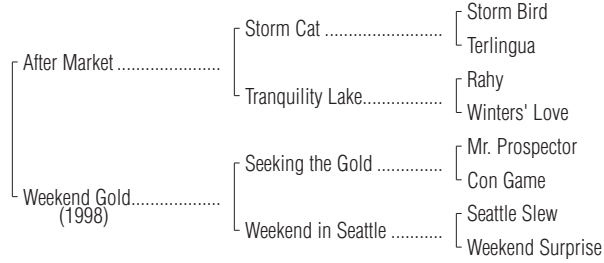 Storm Bird
Storm Cat ........................
Terlingua
After Market .....................
Rahy
Tranquility Lake................
Winters' Love
Mr. Prospector
Seeking the Gold .............
Con Game
Weekend Gold..................
(1998)
Seattle Slew
Weekend in Seattle ...........
Weekend Surprise